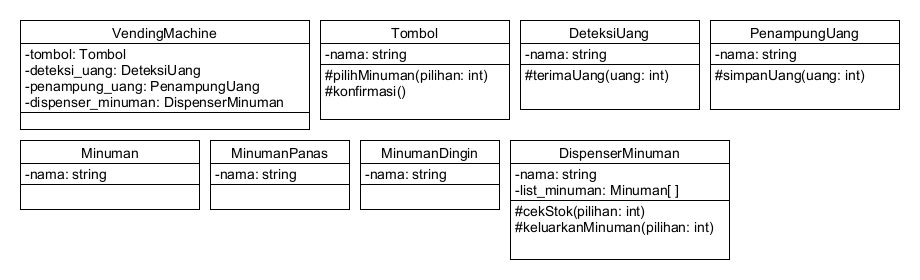 VendingMachine
-tombol: Tombol
-deteksi_uang: DeteksiUang
-penampung_uang: PenampungUang
-dispenser_minuman: DispenserMinuman
Tombol
-nama: string
#pilihMinuman(pilihan: int)
#konfirmasi()
DeteksiUang
-nama: string
#terimaUang(uang: int)
PenampungUang
-nama: string
#simpanUang(uang: int)
Minuman
-nama: string
MinumanPanas
-nama: string
MinumanDingin
-nama: string
DispenserMinuman
-nama: string
-list_minuman: Minuman[ ]
#cekStok(pilihan: int)
#keluarkanMinuman(pilihan: int)